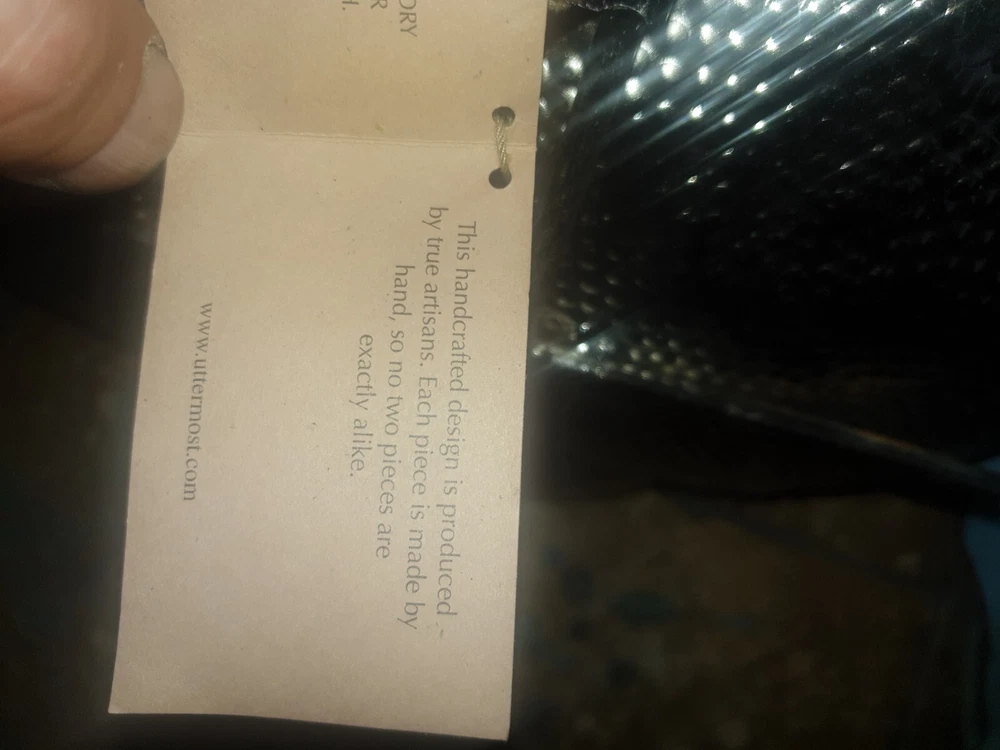 ORY
R
H.
This handcrafted design is produced
by true artisans. Each piece is made by
hand, so no two pieces are
exactly alike.
www.uttermost.com